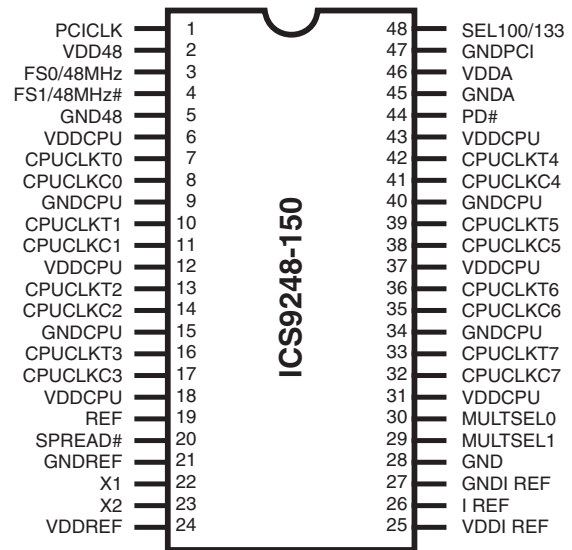 PCICLK 1 48 SEL100/133
VDD48 2 47 GNDPCI
FS0/48MHz 3 46 VDDA
FS1/48MHz# 4 45 GNDA
GND48 5 44 PD#
VDDCPU 6 43 VDDCPU
CPUCLKT0 7 42 CPUCLKT4
CPUCLKC0 8 41 CPUCLKC4
GNDCPU 9 40 GNDCPU
CPUCLKT1 10 39 CPUCLKT5
CPUCLKC1 11 38 CPUCLKC5
VDDCPU 12 37 VDDCPU
CPUCLKT2 13 36 CPUCLKT6
CPUCLKC2 14 35 CPUCLKC6
GNDCPU 15 34 GNDCPU
CPUCLKT3 16 33 CPUCLKT7
CPUCLKC3 17 32 CPUCLKC7
VDDCPU 18 31 VDDCPU
REF 19 30 MULTSEL0
SPREAD# 20 29 MULTSEL1
GNDREF 21 28 GND
X1 22 27 GNDI REF
X2 23 26 I REF
VDDREF 24 25 VDDI REF
ICS9248-150